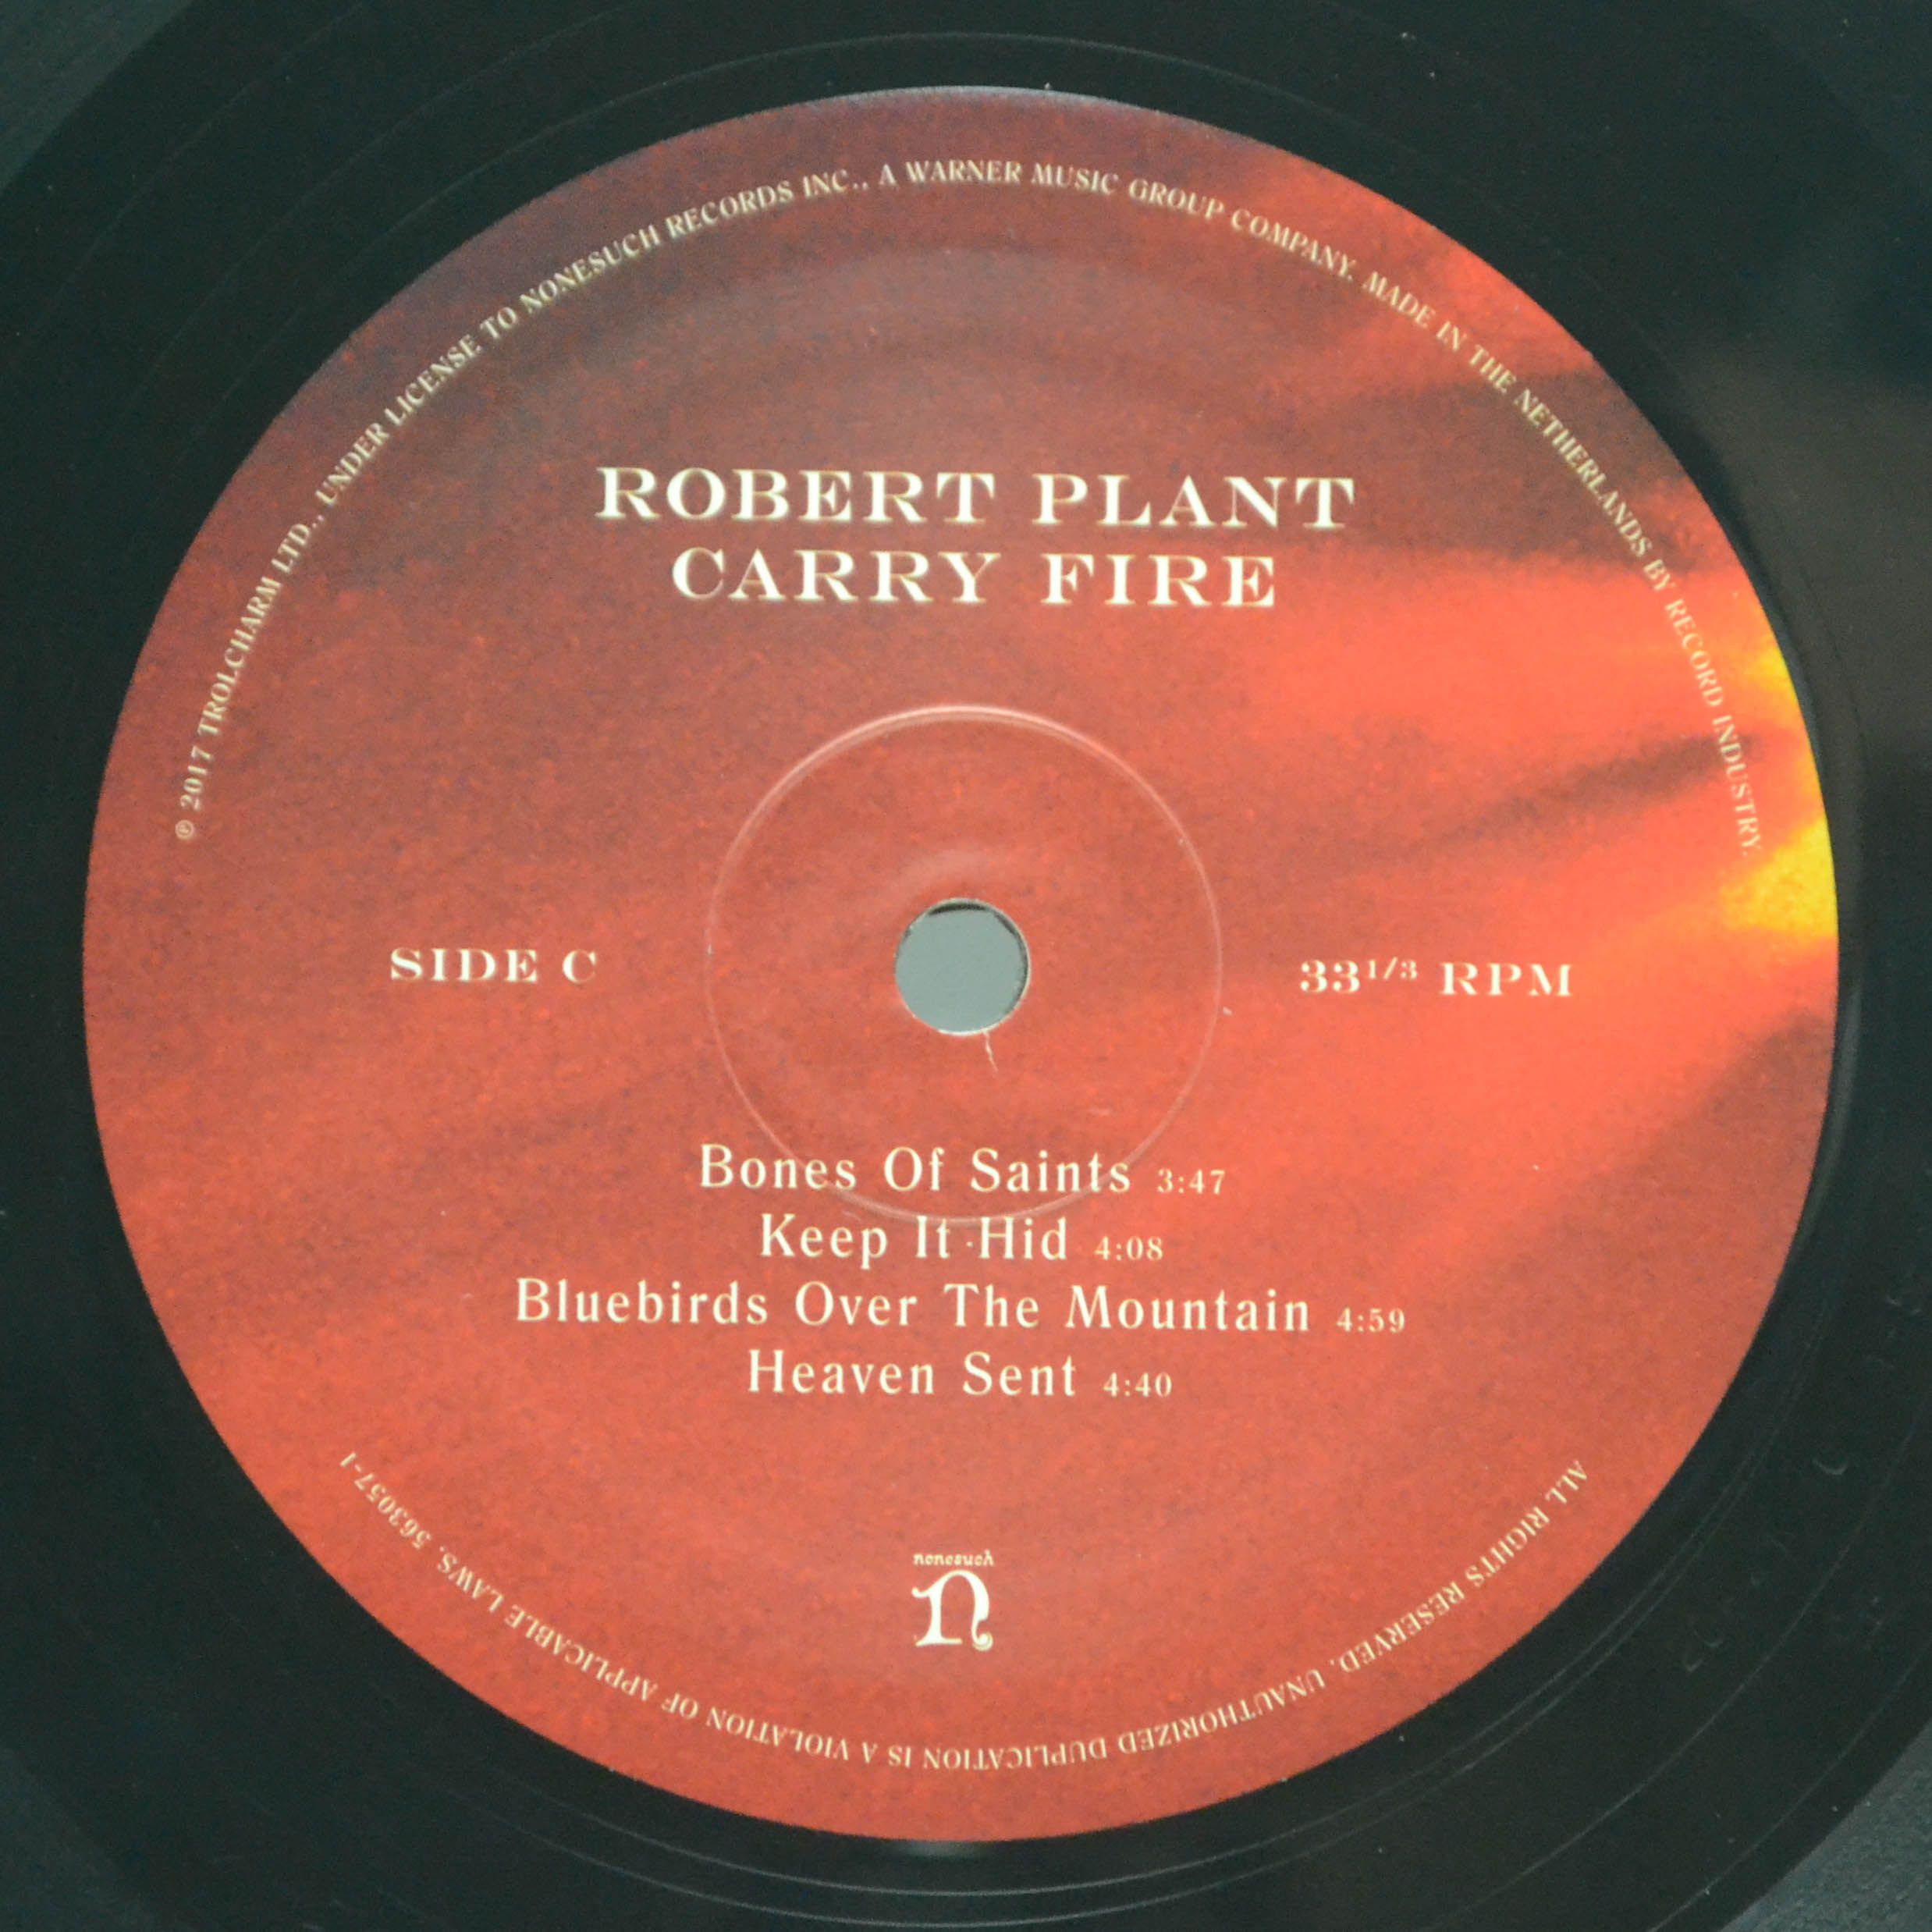 ℗ 2017 TROLCHARM LTD., UNDER LICENSE TO NONESUCH RECORDS INC., A WARNER MUSIC GROUP COMPANY. MADE IN THE NETHERLANDS BY RECORD INDUSTRY.
ROBERT PLANT
CARRY FIRE
SIDE C
33 1/3 RPM
Bones Of Saints 3:47
Keep It Hid 4:08
Bluebirds Over The Mountain 4:59
Heaven Sent 4:40
nonesuch
n
ALL RIGHTS RESERVED. UNAUTHORIZED DUPLICATION IS A VIOLATION OF APPLICABLE LAWS. 563057-1